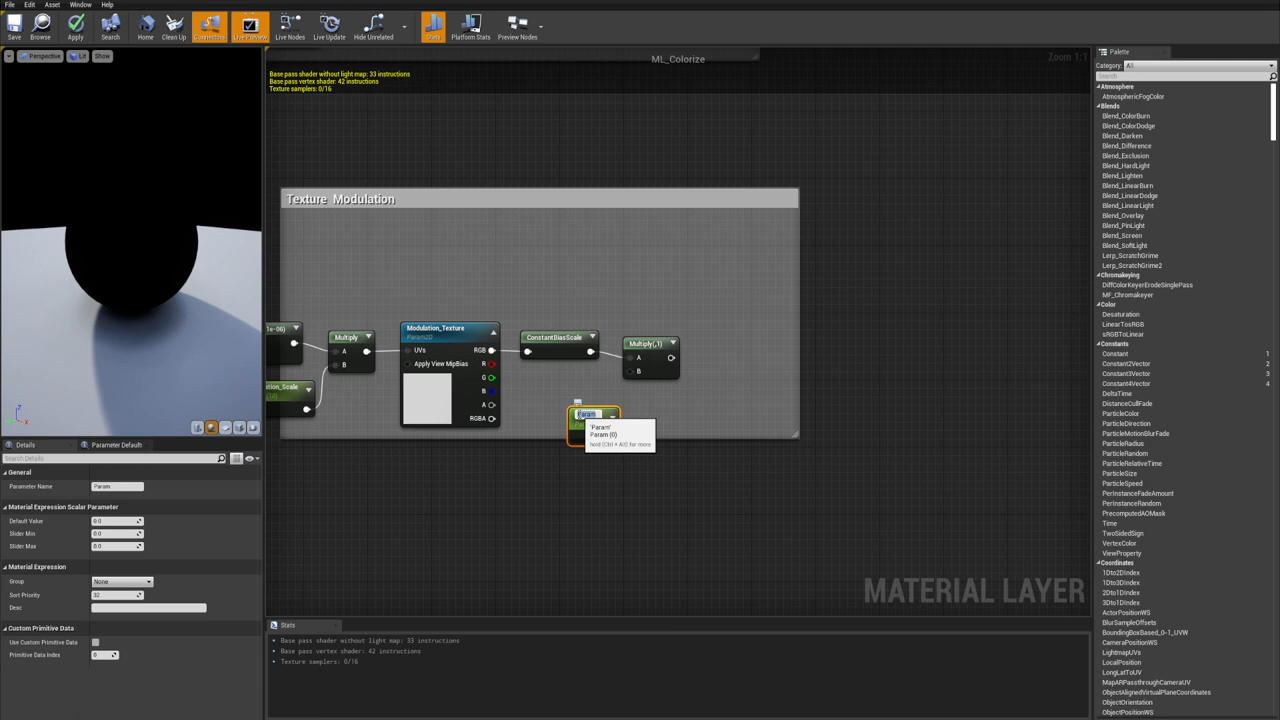 File Edit Asset Window Help
Save Browse Apply Search Home Clean Up Connectors Live Preview Live Nodes Live Update Hide Unrelated Stats Platform Stats Preview Nodes
Perspective Lit Show
ML_Colorize
Zoom 1:1
Base pass shader without light map: 33 instructions
Base pass vertex shader: 42 instructions
Texture samplers: 0/16
Texture Modulation
1e-06)
Multiply
A
B
Modulation_Texture
Param2D
UVs RGB
Apply View MipBias R
G
B
A
RGBA
ConstantBiasScale
Multiply(,1)
A
B
tion_Scale
Param
'Param'
Param (0)
hold [Ctrl + Alt] for more
MATERIAL LAYER
Details Parameter Default
Search Details
General
Parameter Name Param
Material Expression Scalar Parameter
Default Value 0.0
Slider Min 0.0
Slider Max 0.0
Material Expression
Group None
Sort Priority 32
Desc
Custom Primitive Data
Use Custom Primitive Data
Primitive Data Index 0
Stats
Base pass shader without light map: 33 instructions
Base pass vertex shader: 42 instructions
Texture samplers: 0/16
Palette
Category: All
Search
Atmosphere
AtmosphericFogColor
Blends
Blend_ColorBurn
Blend_ColorDodge
Blend_Darken
Blend_Difference
Blend_Exclusion
Blend_HardLight
Blend_Lighten
Blend_LinearBurn
Blend_LinearDodge
Blend_LinearLight
Blend_Overlay
Blend_PinLight
Blend_Screen
Blend_SoftLight
Lerp_ScratchGrime
Lerp_ScratchGrime2
Chromakeying
DiffColorKeyerErodeSinglePass
MF_Chromakeyer
Color
Desaturation
LinearTosRGB
sRGBToLinear
Constants
Constant 1
Constant2Vector 2
Constant3Vector 3
Constant4Vector 4
DeltaTime
DistanceCullFade
ParticleColor
ParticleDirection
ParticleMotionBlurFade
ParticleRadius
ParticleRandom
ParticleRelativeTime
ParticleSize
ParticleSpeed
PerInstanceFadeAmount
PerInstanceRandom
PrecomputedAOMask
Time
TwoSidedSign
VertexColor
ViewProperty
Coordinates
1Dto2DIndex
1Dto3DIndex
2Dto1DIndex
3Dto1DIndex
ActorPositionWS
BlurSampleOffsets
BoundingBoxBased_0-1_UVW
CameraPositionWS
LightmapUVs
LocalPosition
LongLatToUV
MapARPassthroughCameraUV
ObjectAlignedVirtualPlaneCoordinates
ObjectOrientation
ObjectPositionWS